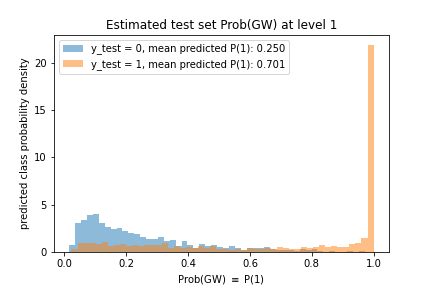 Estimated test set Prob(GW) at level 1
y_test = 0, mean predicted P(1): 0.250
y_test = 1, mean predicted P(1): 0.701
predicted class probability density
20
15
10
5
0
0.0 0.2 0.4 0.6 0.8 1.0
Prob(GW) ≡ P(1)